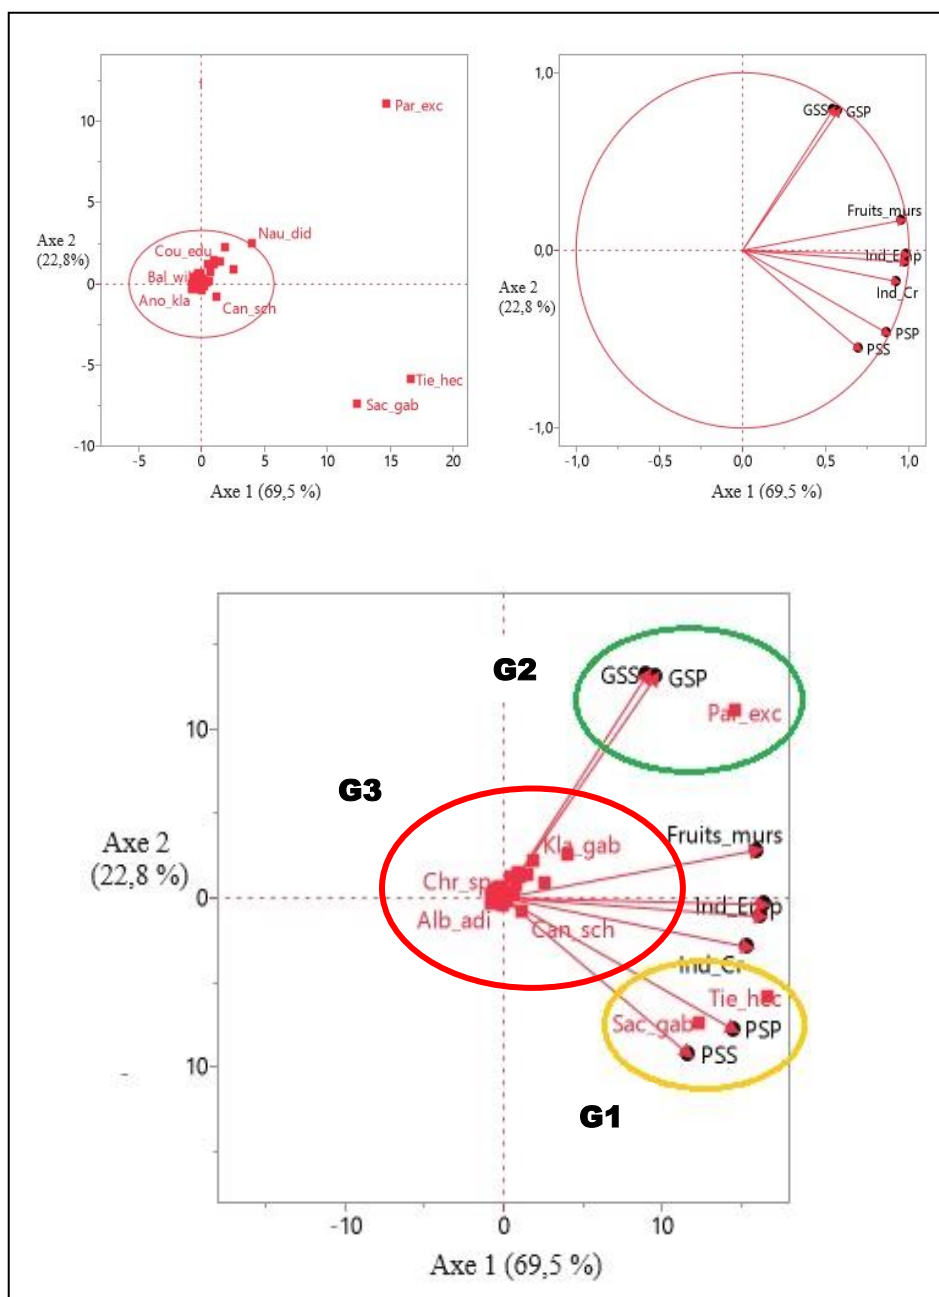 Par_exc
10
5
Nau_did
Axe 2
(22,8%)
Cou_edu
Bal_wil
0
Ano_kla
Can_sch
-5
Tie_hec
Sac_gab
-10
-5
0
5
10
15
20
Axe 1 (69,5 %)
1,0
GSS
GSP
Fruits_murs
0,0
Ind_Emp
Axe 2
(22,8 %)
Ind_Cr
PSP
PSS
-1,0
-1,0
-0,5
0,0
0,5
1,0
Axe 1 (69,5 %)
G2
GSS
GSP
Par_exc
10
G3
Fruits_murs
Axe 2
(22,8 %)
Kla_gab
Chr_sp
0
Ind_Emp
Alb_adi
Can_sch
Ind_Cr
Tie_hec
Sac_gab
PSP
PSS
10
-
G1
-10
0
10
Axe 1 (69,5 %)